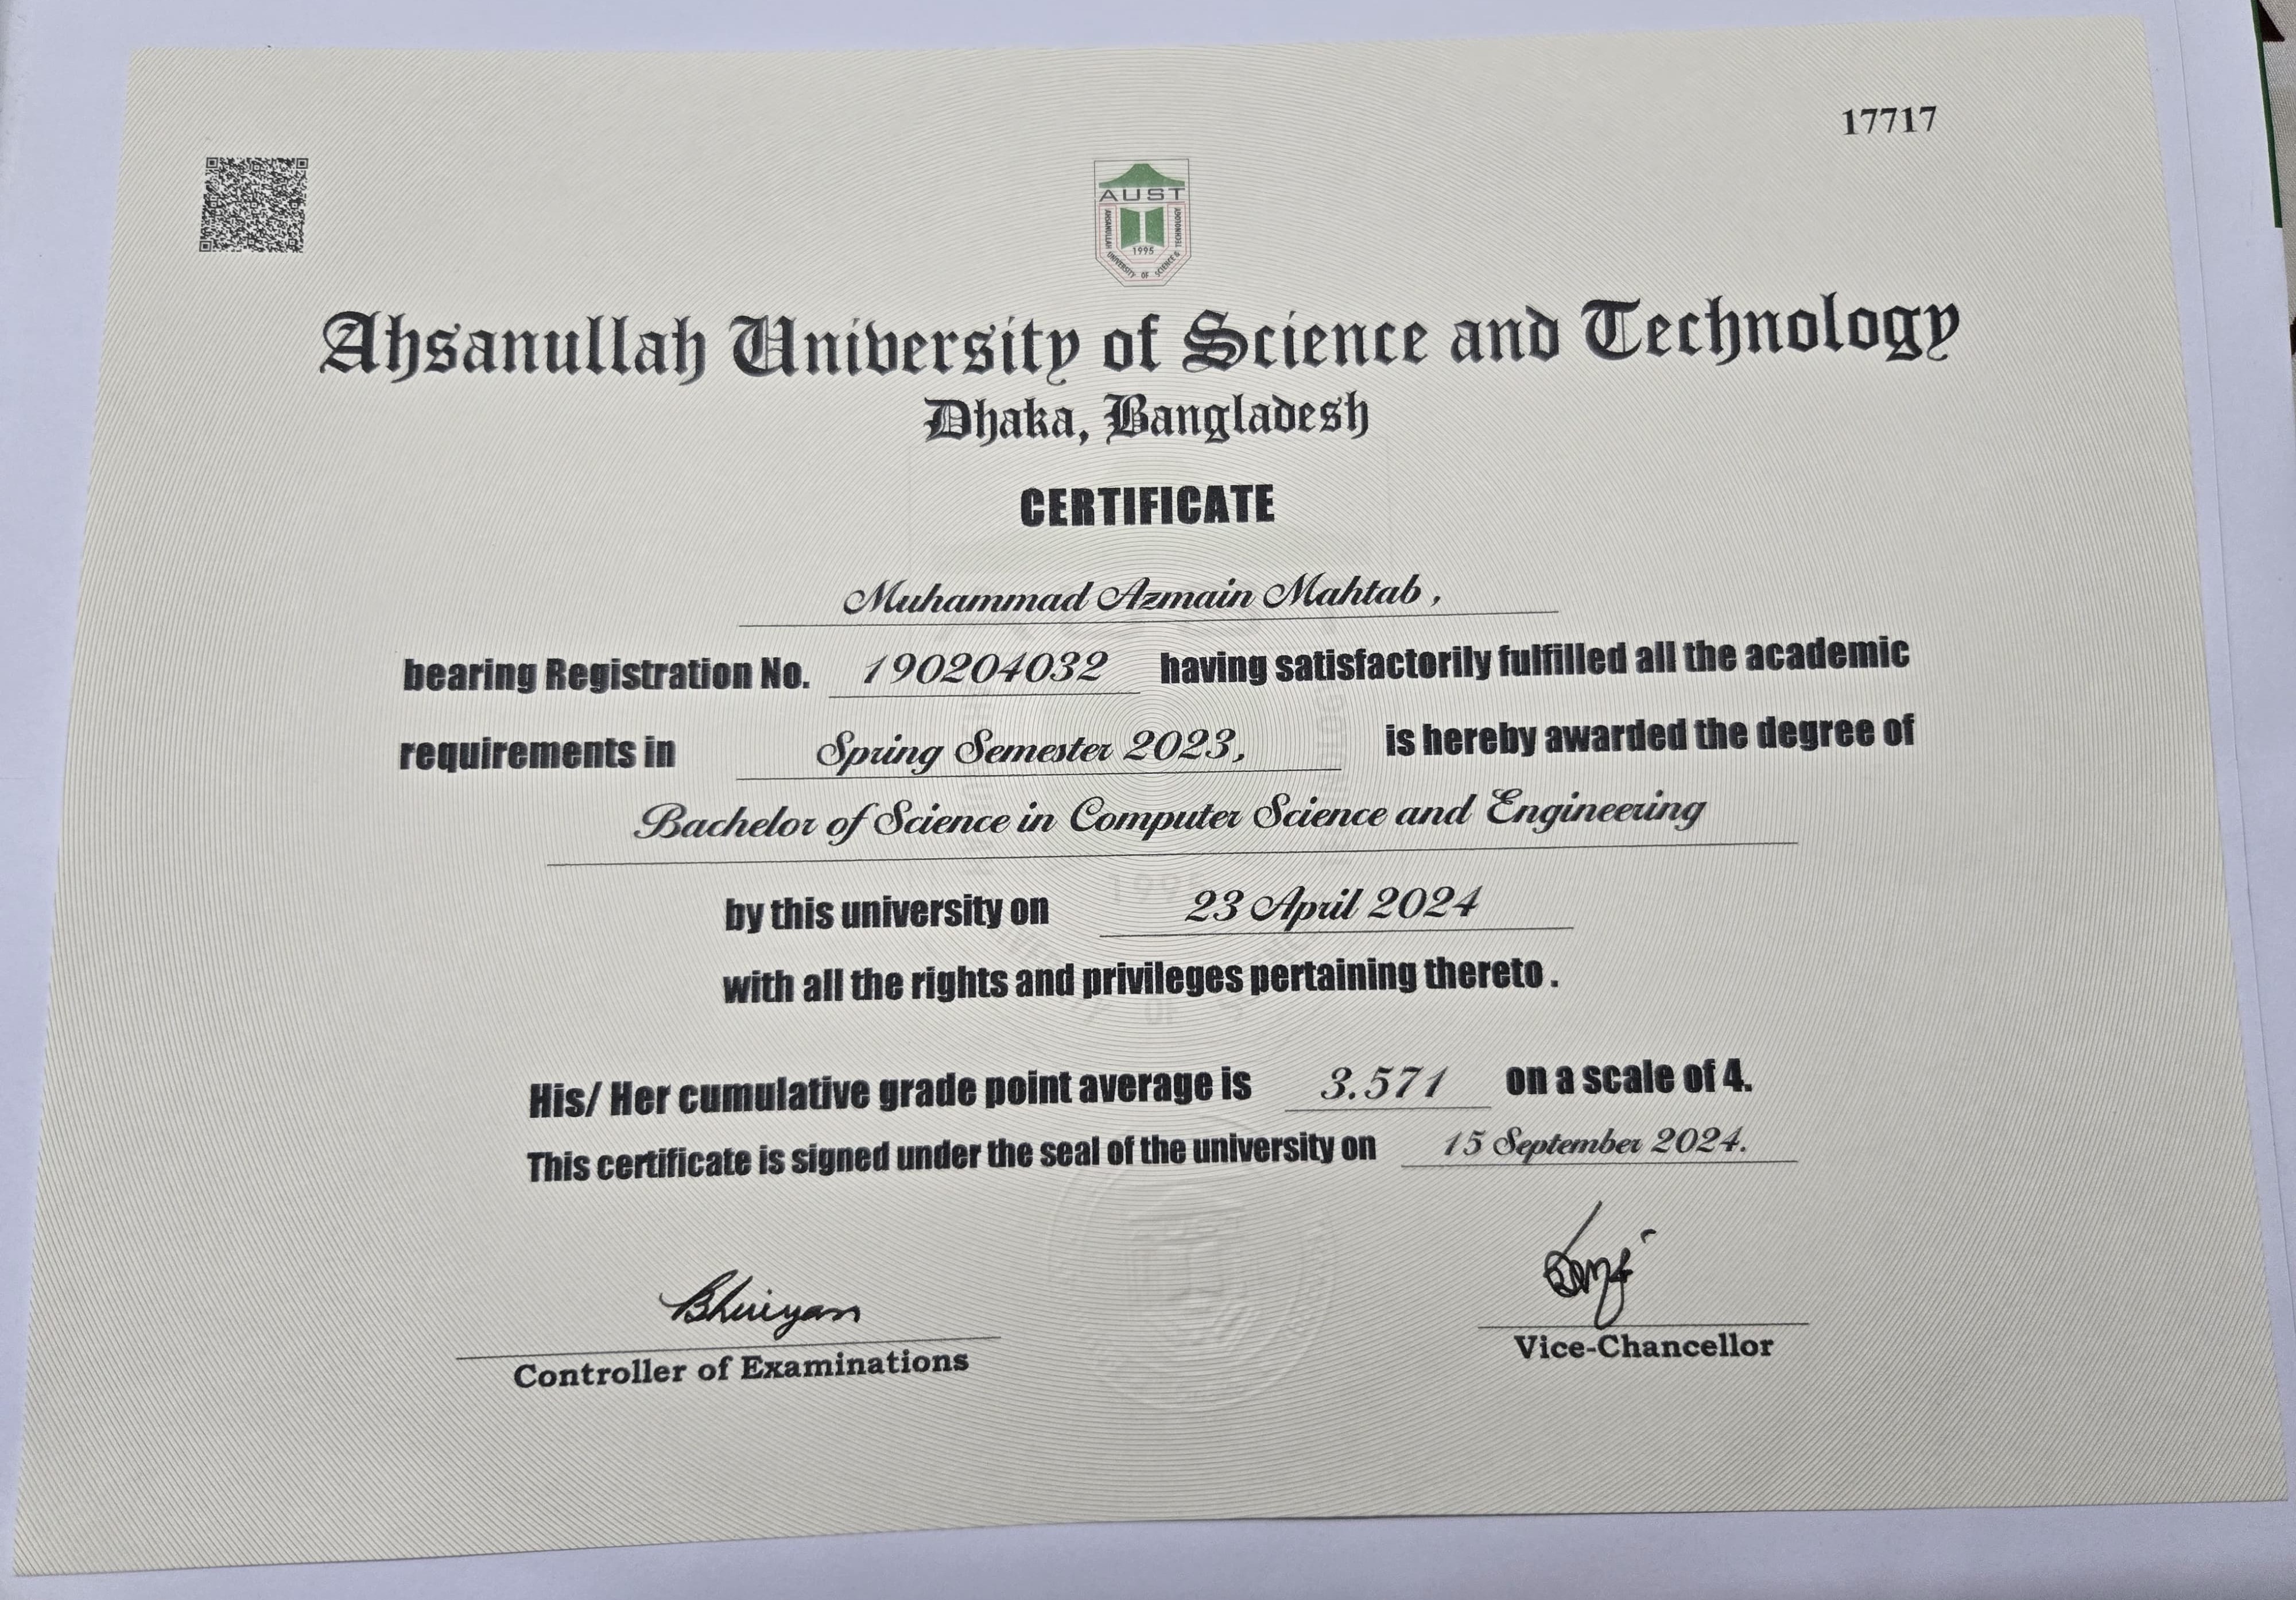 17717
AUST
AHSANULLAH UNIVERSITY OF SCIENCE & TECHNOLOGY
1995
Ahsanullah University of Science and Technology
Dhaka, Bangladesh
CERTIFICATE
Muhammad Azmain Mahtab ,
bearing Registration No. 190204032 having satisfactorily fulfilled all the academic
requirements in Spring Semester 2023, is hereby awarded the degree of
Bachelor of Science in Computer Science and Engineering
by this university on 23 April 2024
with all the rights and privileges pertaining thereto .
His/ Her cumulative grade point average is 3.571 on a scale of 4.
This certificate is signed under the seal of the university on 15 September 2024.
Bhuiyan
Controller of Examinations
Vice-Chancellor